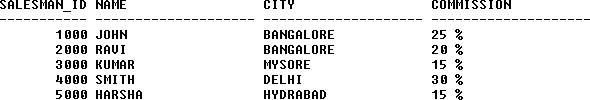 SALESMAN_ID NAME CITY COMMISSION
----------- -------------------- -------------------- --------------------
1000 JOHN BANGALORE 25 %
2000 RAVI BANGALORE 20 %
3000 KUMAR MYSORE 15 %
4000 SMITH DELHI 30 %
5000 HARSHA HYDRABAD 15 %